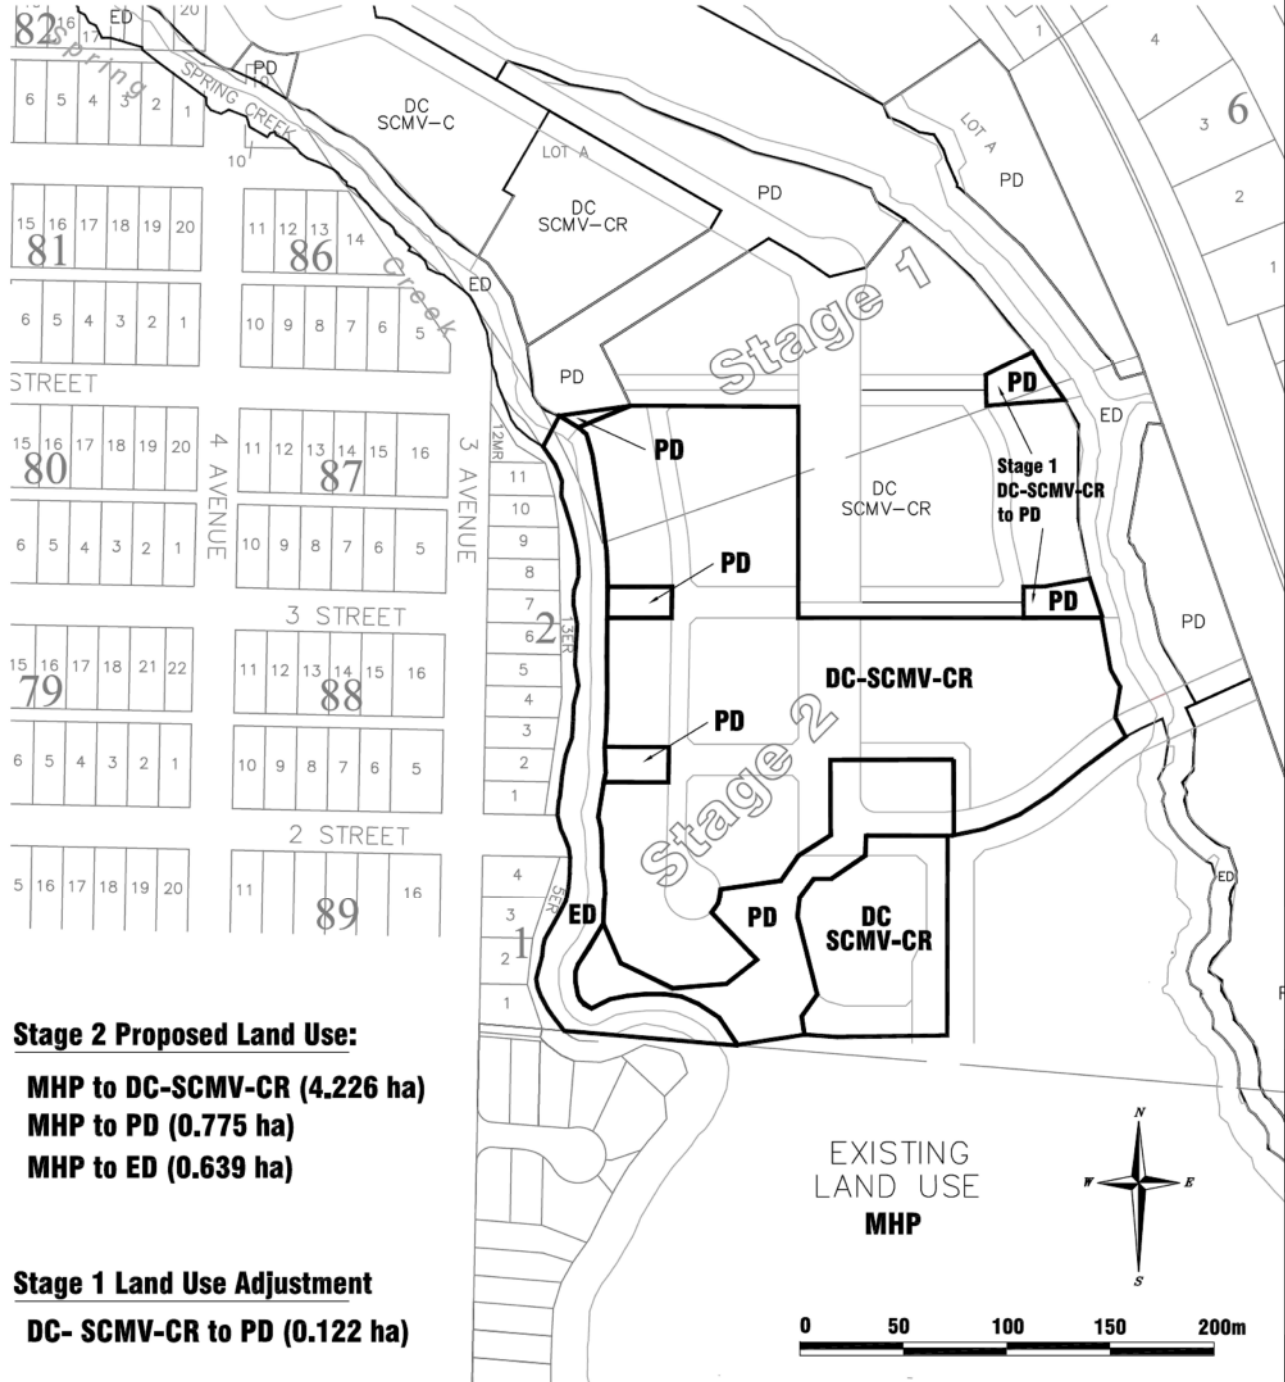 82
16
17
ED
20
Spring
6 5 4 3 2 1
SPRING CREEK
10
PD
10
DC
SCMV-C
LOT A
DC
SCMV-CR
PD
LOT A
PD
1
4
3
6
2
1
15 16 17 18 19 20
81
11 12 13 14
86
Creek
ED
6 5 4 3 2 1
10 9 8 7 6 5
STREET
PD
Stage 1
PD
ED
15 16 17 18 19 20
80
4 AVENUE
11 12 13 14 15 16
87
3 AVENUE
12MR
PD
Stage 1
DC-SCMV-CR
to PD
DC
SCMV-CR
6 5 4 3 2 1
10 9 8 7 6 5
11
10
9
8
7
6
5
4
3
2
1
2
13ER
PD
PD
PD
3 STREET
15 16 17 18 21 22
79
11 12 13 14 15 16
88
DC-SCMV-CR
PD
Stage 2
6 5 4 3 2 1
10 9 8 7 6 5
2 STREET
5 16 17 18 19 20
11
16
89
4
3
2
1
1
5ER
ED
PD
DC
SCMV-CR
ED
Stage 2 Proposed Land Use:
MHP to DC-SCMV-CR (4.226 ha)
MHP to PD (0.775 ha)
MHP to ED (0.639 ha)
Stage 1 Land Use Adjustment
DC- SCMV-CR to PD (0.122 ha)
EXISTING
LAND USE
MHP
N
W E
S
0 50 100 150 200m